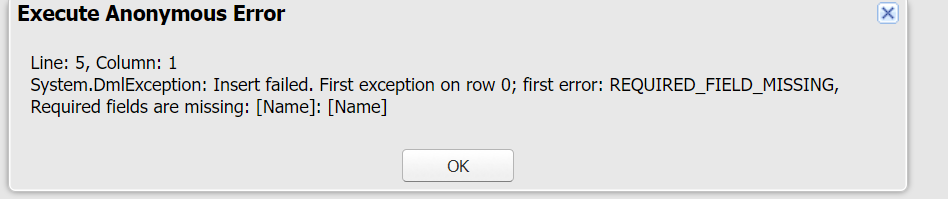 Execute Anonymous Error
Line: 5, Column: 1
System.DmlException: Insert failed. First exception on row 0; first error: REQUIRED_FIELD_MISSING,
Required fields are missing: [Name]: [Name]
OK